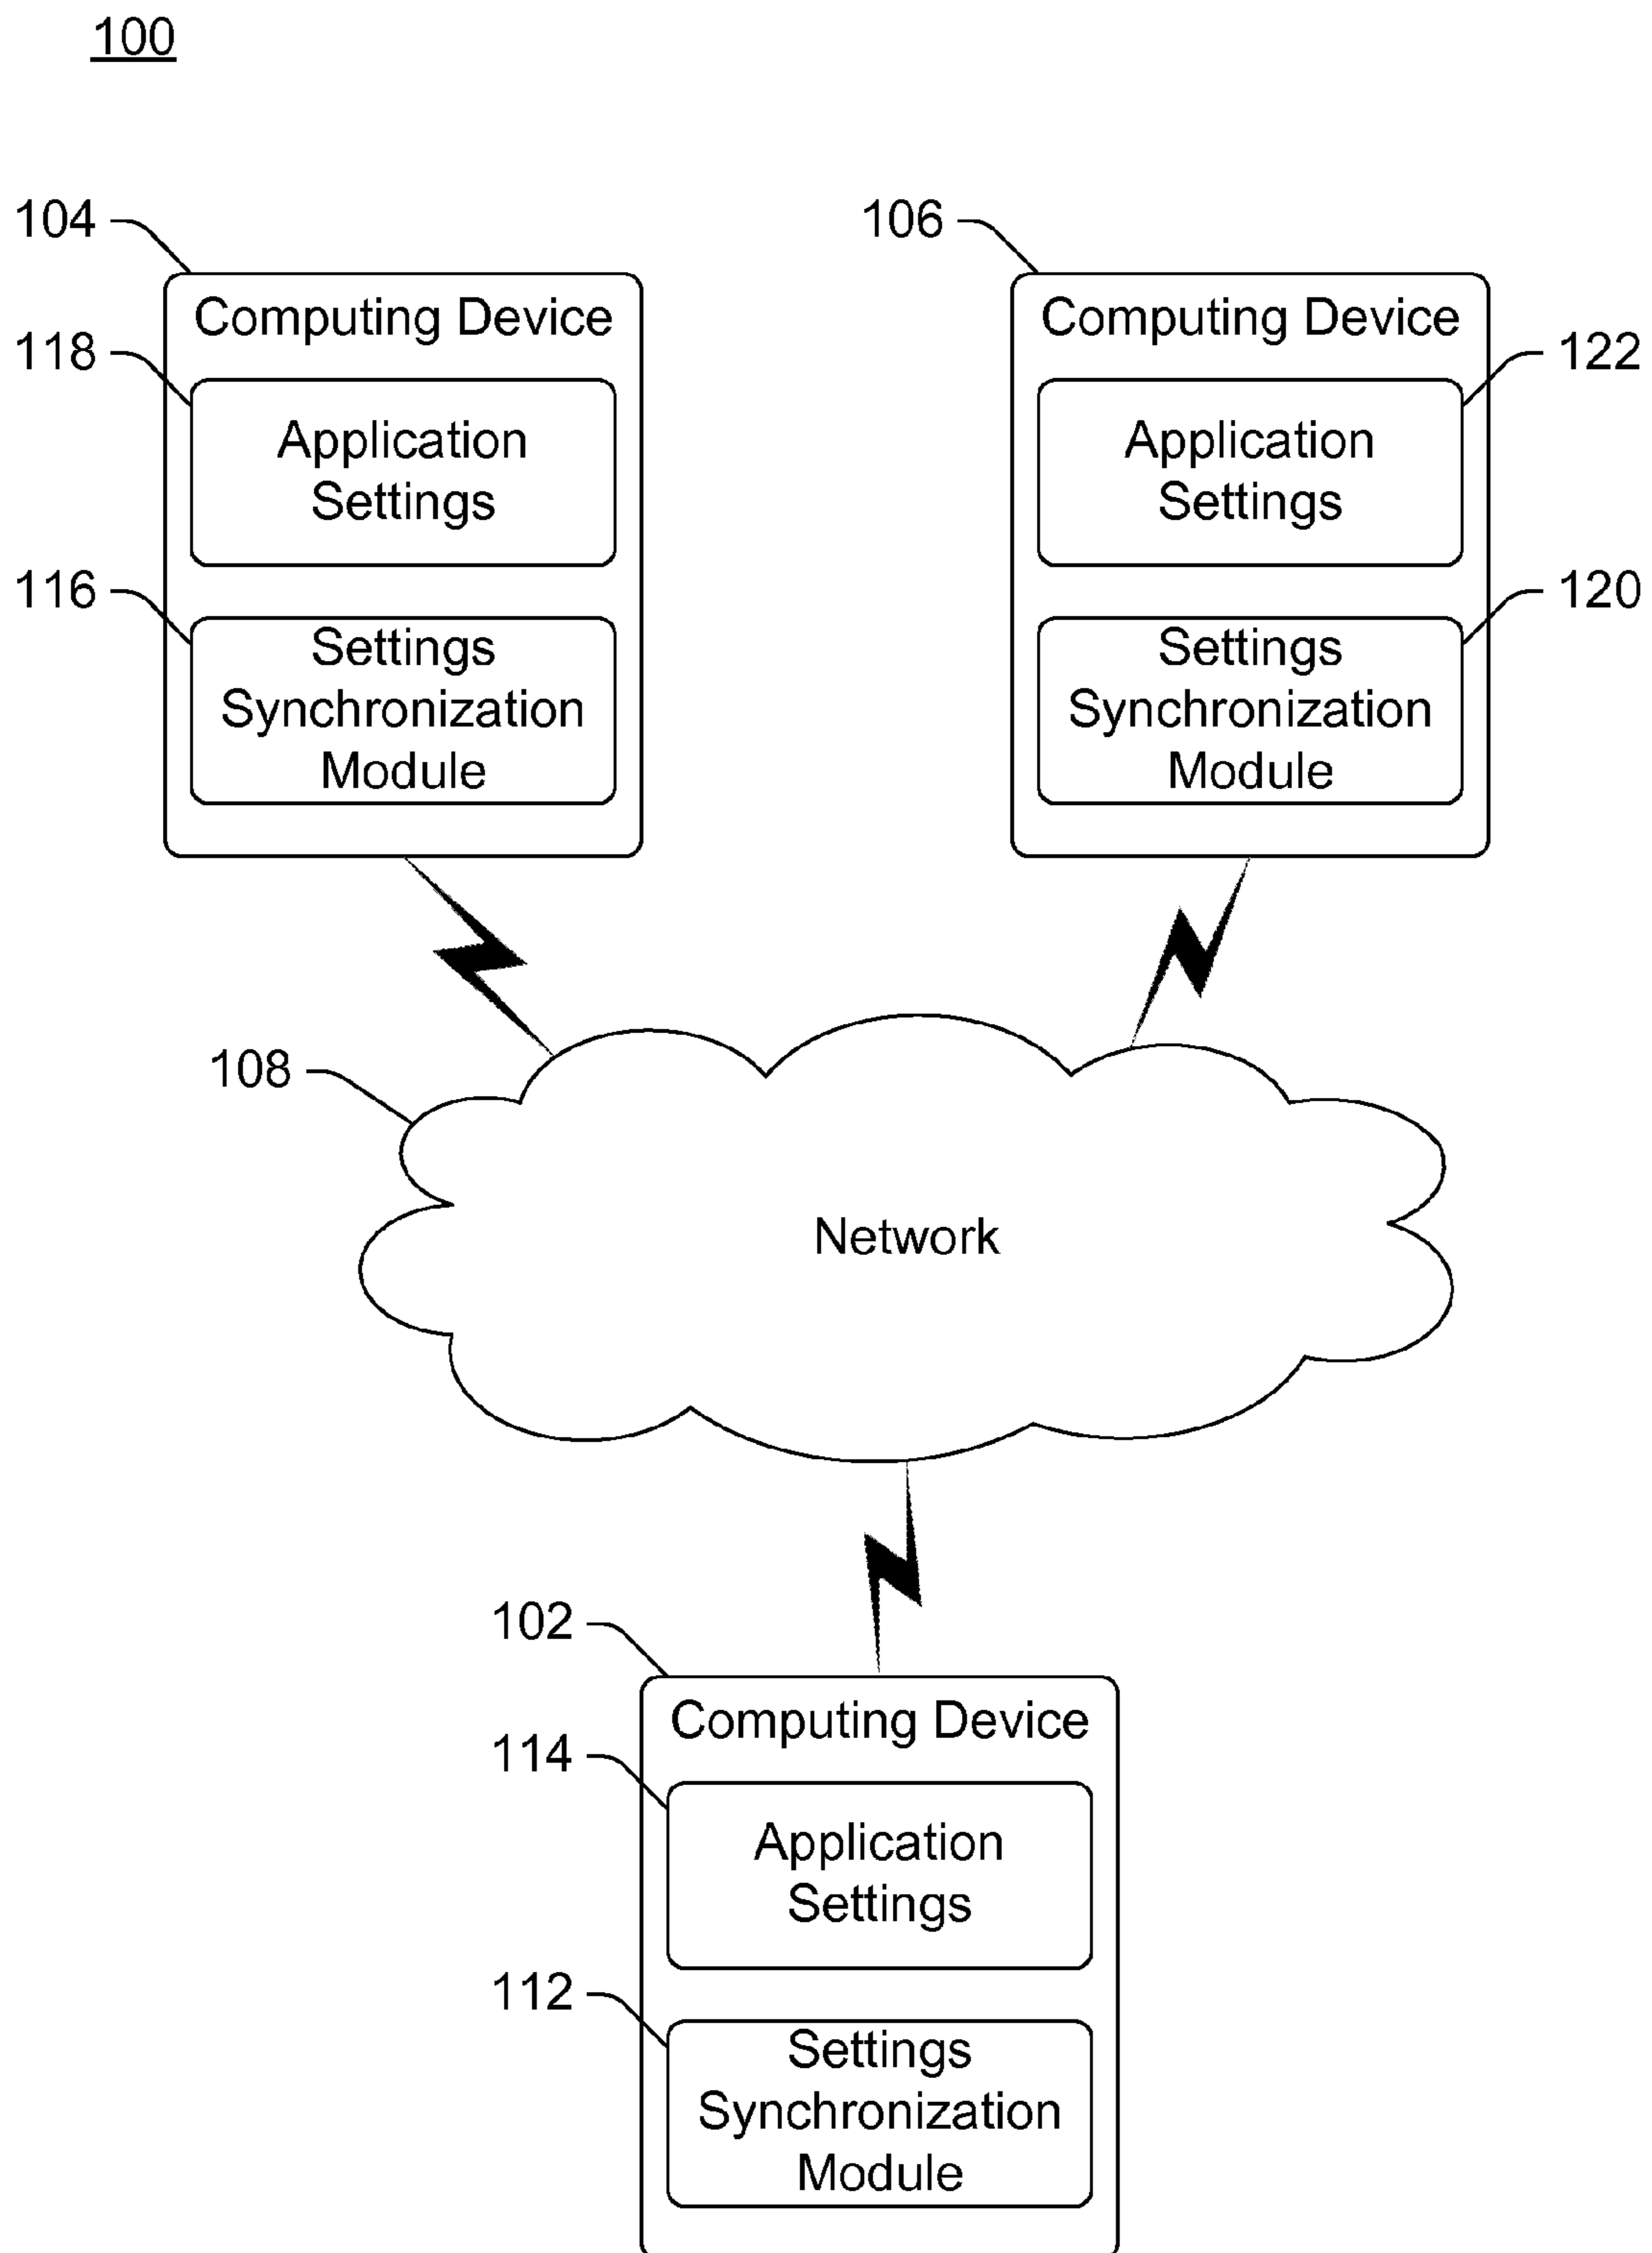 100
104
106
Computing Device
Computing Device
118
122
Application
Settings
Application
Settings
116
120
Settings
Synchronization
Module
Settings
Synchronization
Module
108
Network
102
Computing Device
114
Application
Settings
112
Settings
Synchronization
Module